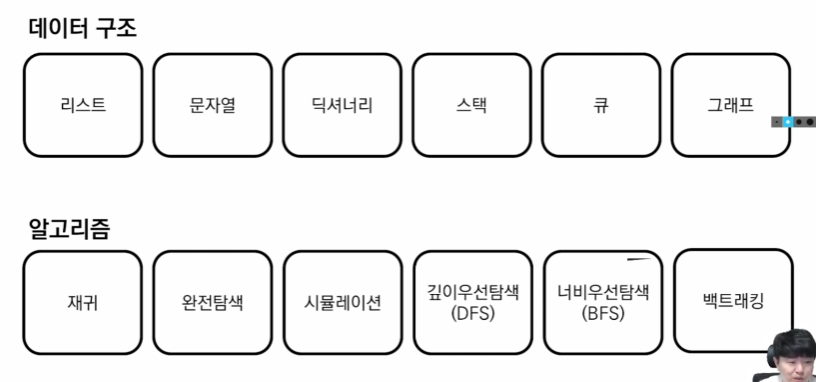 데이터 구조
리스트
문자열
딕셔너리
스택
큐
그래프
알고리즘
재귀
완전탐색
시뮬레이션
깊이우선탐색
(DFS)
너비우선탐색
(BFS)
백트래킹